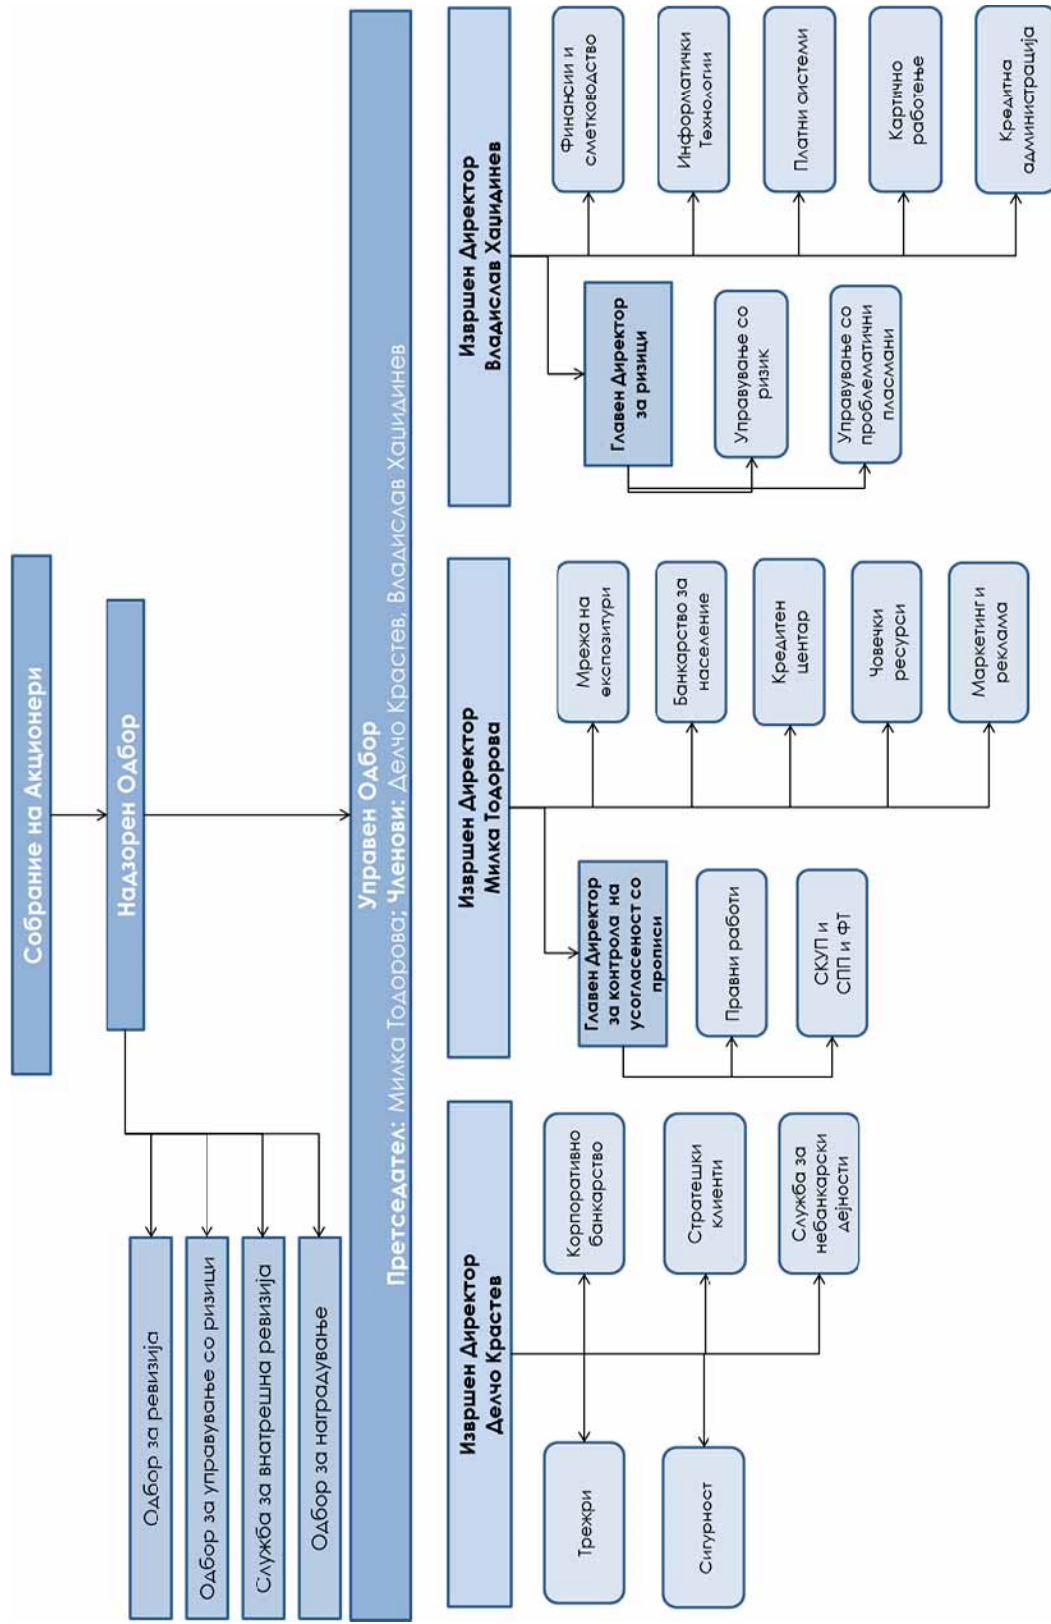 Собрание на Акционери
Надзорен Одбор
Одбор за ревизија
Одбор за управување со ризици
Служба за внатрешна ревизија
Одбор за наградување
Управен Одбор
Претседател: Милка Тодорова; Членови: Делчо Крастев, Владислав Хаџидинев
Извршен Директор
Делчо Крастев
Трежри
Сигурност
Корпоративно
банкарство
Стратешки
клиенти
Служба за
небанкарски
дејности
Извршен Директор
Милка Тодорова
Главен Директор
за контрола на
усогласеност со
прописи
Правни работи
СКУП и
СПП и ФТ
Мрежа на
експозитури
Банкарство за
население
Кредитен
центар
Човечки
ресурси
Маркетинг и
реклама
Извршен Директор
Владислав Хаџидинев
Главен Директор
за ризици
Управување со
ризик
Управување со
проблематични
пласмани
Финансии и
сметководство
Информатички
Технологии
Платни системи
Картично
работење
Кредитна
администрација